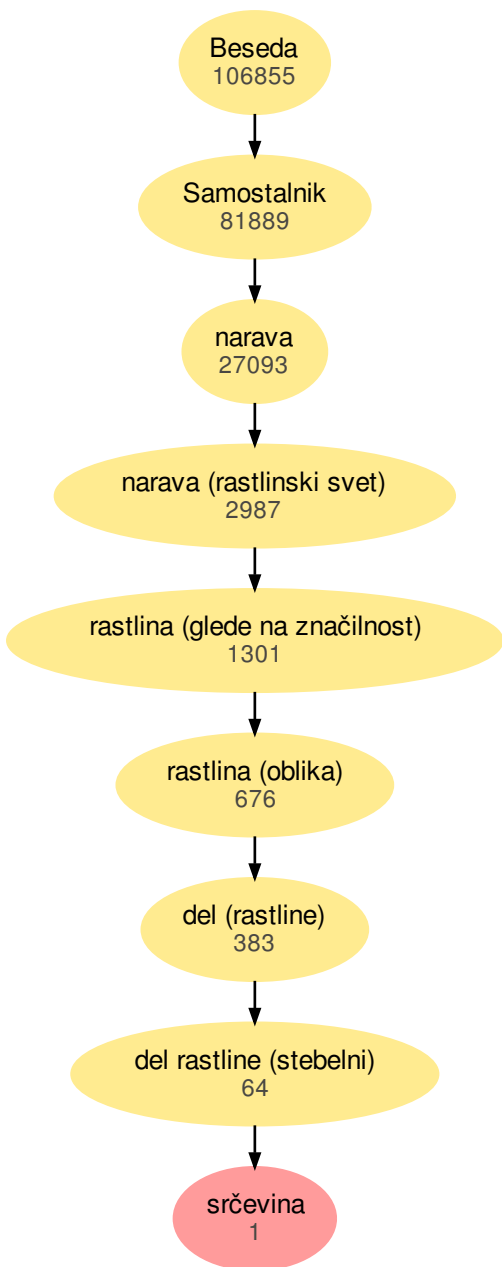 Beseda
106855
Samostalnik
81889
narava
27093
narava (rastlinski svet)
2987
rastlina (glede na značilnost)
1301
rastlina (oblika)
676
del (rastline)
383
del rastline (stebelni)
64
srčevina
1